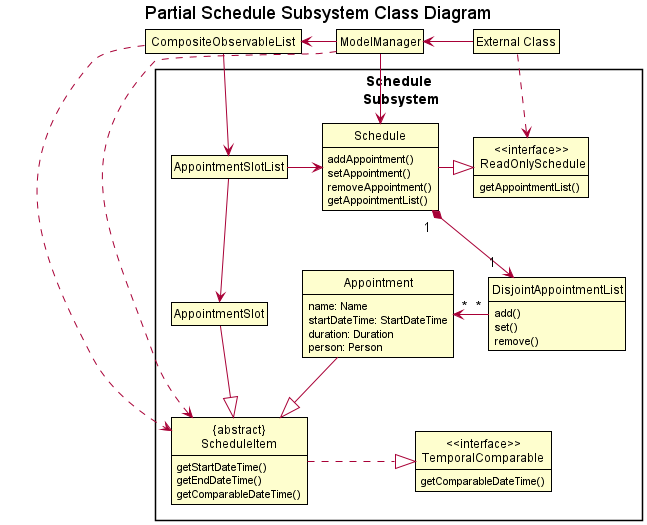 Partial Schedule Subsystem Class Diagram
CompositeObservableList
ModelManager
External Class
Schedule
Subsystem
Schedule
addAppointment()
setAppointment()
removeAppointment()
getAppointmentList()
<<interface>>
ReadOnlySchedule
getAppointmentList()
AppointmentSlotList
1
1
Appointment
name: Name
startDateTime: StartDateTime
duration: Duration
person: Person
* *
DisjointAppointmentList
add()
set()
remove()
AppointmentSlot
{abstract}
ScheduleItem
getStartDateTime()
getEndDateTime()
getComparableDateTime()
<<interface>>
TemporalComparable
getComparableDateTime()